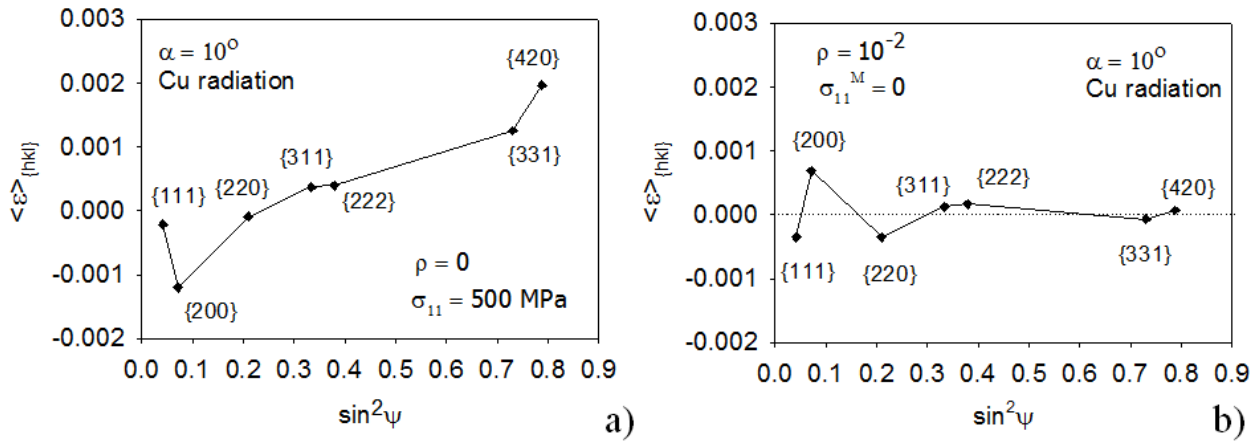 0.003
0.002
0.001
0.000
-0.001
-0.002
<ε>{hkl}
α = 10°
Cu radiation
{111}
{200}
{220}
{311}
{222}
{331}
{420}
ρ = 0
σ₁₁ = 500 MPa
0.0 0.1 0.2 0.3 0.4 0.5 0.6 0.7 0.8 0.9
sin²ψ
a)
0.003
0.002
0.001
0.000
-0.001
-0.002
<ε>{hkl}
ρ = 10⁻²
σ₁₁ᴹ = 0
α = 10°
Cu radiation
{111}
{200}
{220}
{311}
{222}
{331}
{420}
0.0 0.1 0.2 0.3 0.4 0.5 0.6 0.7 0.8 0.9
sin²ψ
b)